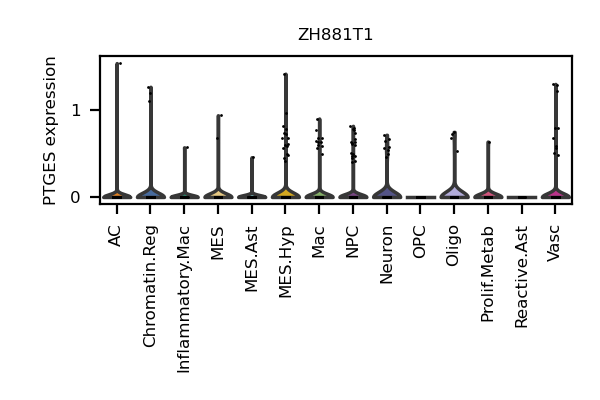 ZH881T1
PTGES expression
1
0
AC
Chromatin.Reg
Inflammatory.Mac
MES
MES.Ast
MES.Hyp
Mac
NPC
Neuron
OPC
Oligo
Prolif.Metab
Reactive.Ast
Vasc